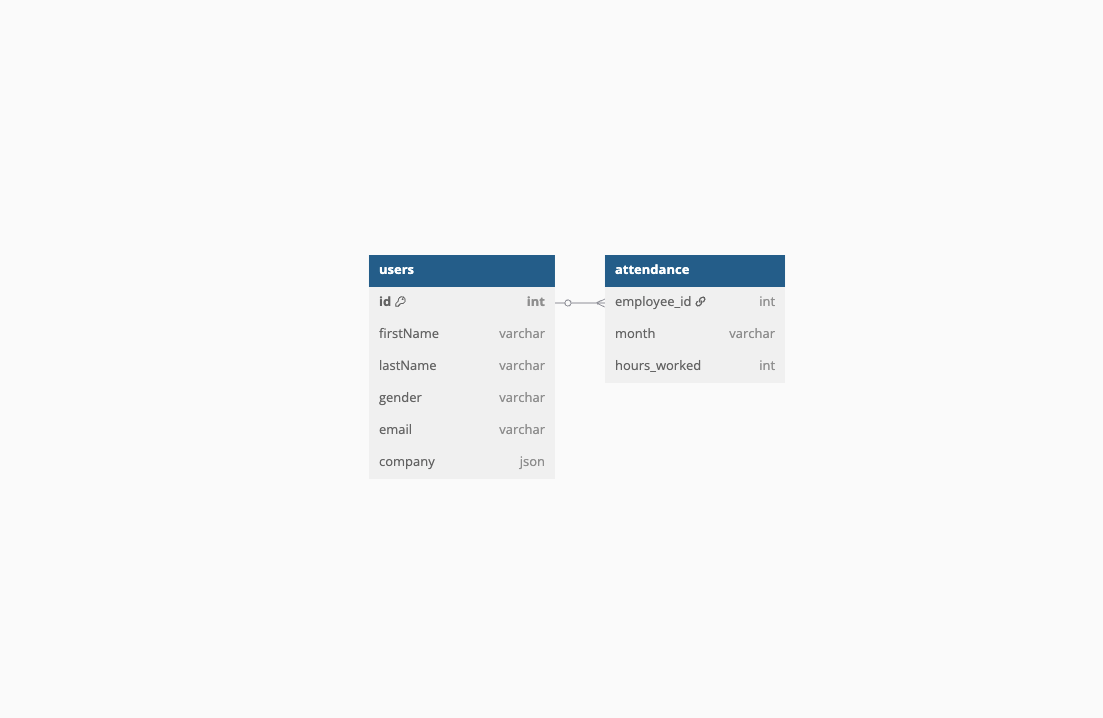 users
id int
firstName varchar
lastName varchar
gender varchar
email varchar
company json
attendance
employee_id int
month varchar
hours_worked int